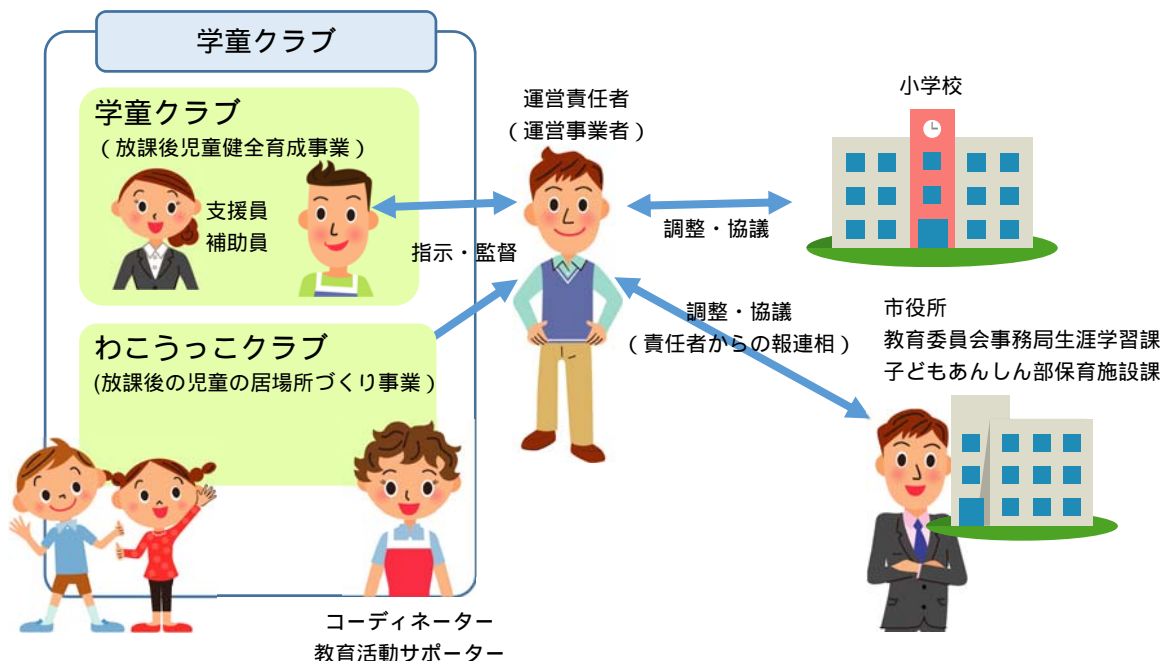 学童クラブ
学童クラブ
（放課後児童健全育成事業）
支援員
補助員
わこうっこクラブ
(放課後の児童の居場所づくり事業）
コーディネーター
教育活動サポーター
運営責任者
（運営事業者）
指示・監督
小学校
調整・協議
調整・協議
（責任者からの報連相）
市役所
教育委員会事務局生涯学習課
子どもあんしん部保育施設課